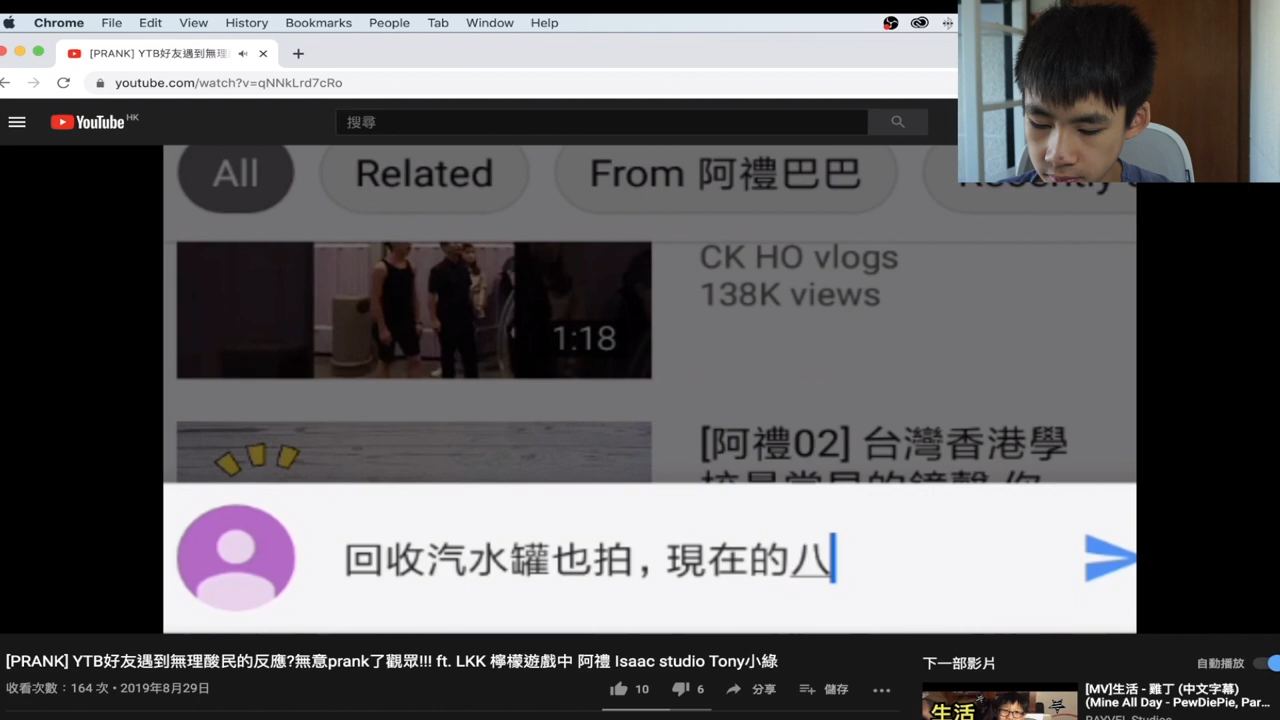 Chrome File Edit View History Bookmarks People Tab Window Help
[PRANK] YTB好友遇到無理
youtube.com/watch?v=qNNkLrd7cRo
YouTube HK
搜尋
All Related From 阿禮巴巴
CK HO vlogs
138K views
1:18
[阿禮02] 台灣香港學
回收汽水罐也拍，現在的八
[PRANK] YTB好友遇到無理酸民的反應?無意prank了觀眾!!! ft. LKK 檸檬遊戲中 阿禮 Isaac studio Tony小綠
收看次數：164 次 • 2019年8月29日
10 6 分享 儲存
下一部影片
自動播放
生活
[MV]生活 - 雞丁 (中文字幕)
(Mine All Day - PewDiePie, Par...